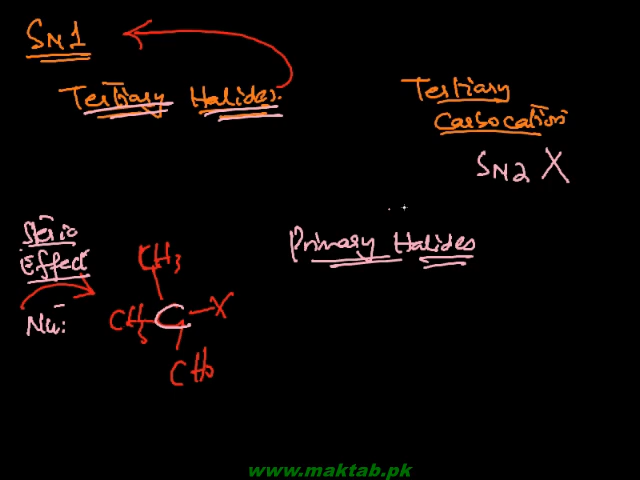 SN1
Tertiary Halides.
Tertiary
Carbocation
SN2 X
Steric
Effect
Nu:
Primary Halides
CH3
CH3 C X
CH3
www.maktab.pk